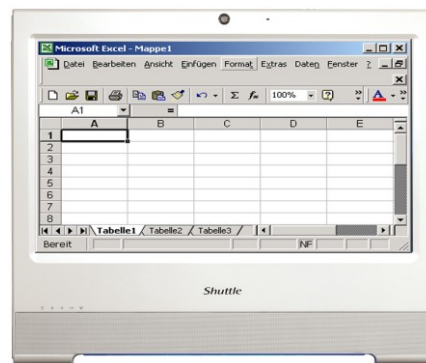 Microsoft Excel - Mappe1
Datei Bearbeiten Ansicht Einfügen Format Extras Daten Fenster ?
100%
A1 =
A B C D E
1
2
3
4
5
6
7
8
Tabelle1 Tabelle2 Tabelle3
Bereit NF
Shuttle